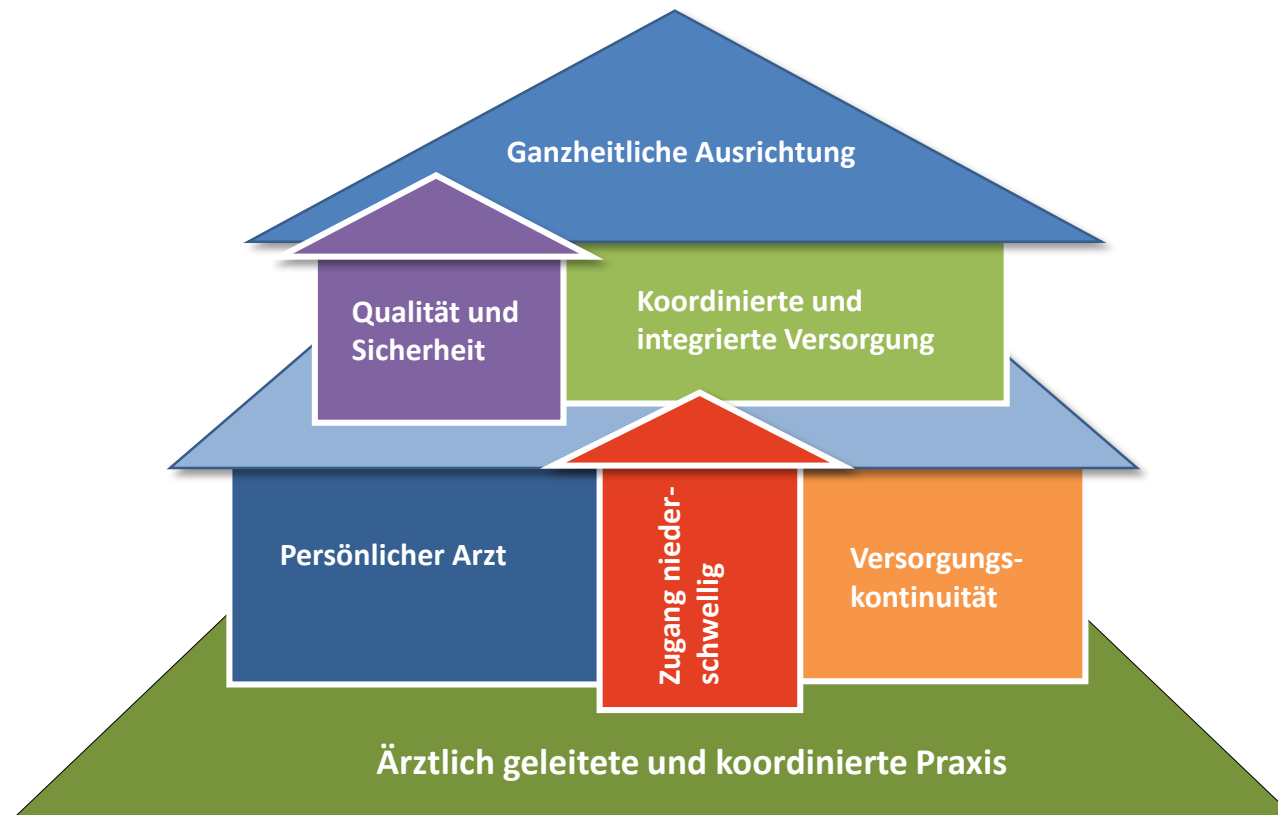 Ganzheitliche Ausrichtung
Qualität und
Sicherheit
Koordinierte und
integrierte Versorgung
Persönlicher Arzt
Zugang nieder-
schwellig
Versorgungs-
kontinuität
Ärztlich geleitete und koordinierte Praxis